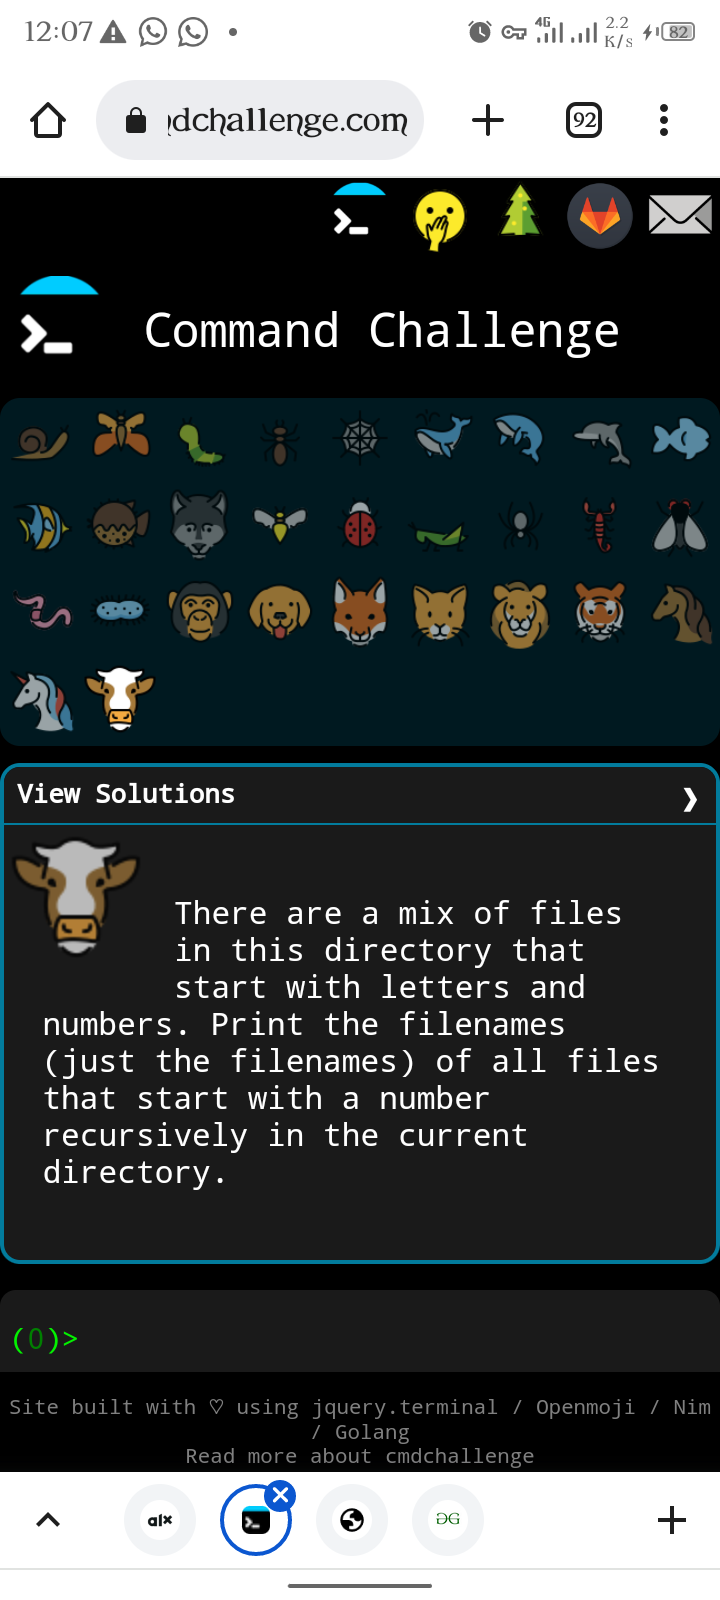 12:07
4G
2.2
K/s
82
dchallenge.com
92
Command Challenge
View Solutions
There are a mix of files
in this directory that
start with letters and
numbers. Print the filenames
(just the filenames) of all files
that start with a number
recursively in the current
directory.
(0)>
Site built with ♡ using jquery.terminal / Openmoji / Nim
/ Golang
Read more about cmdchallenge
alx
ƏG